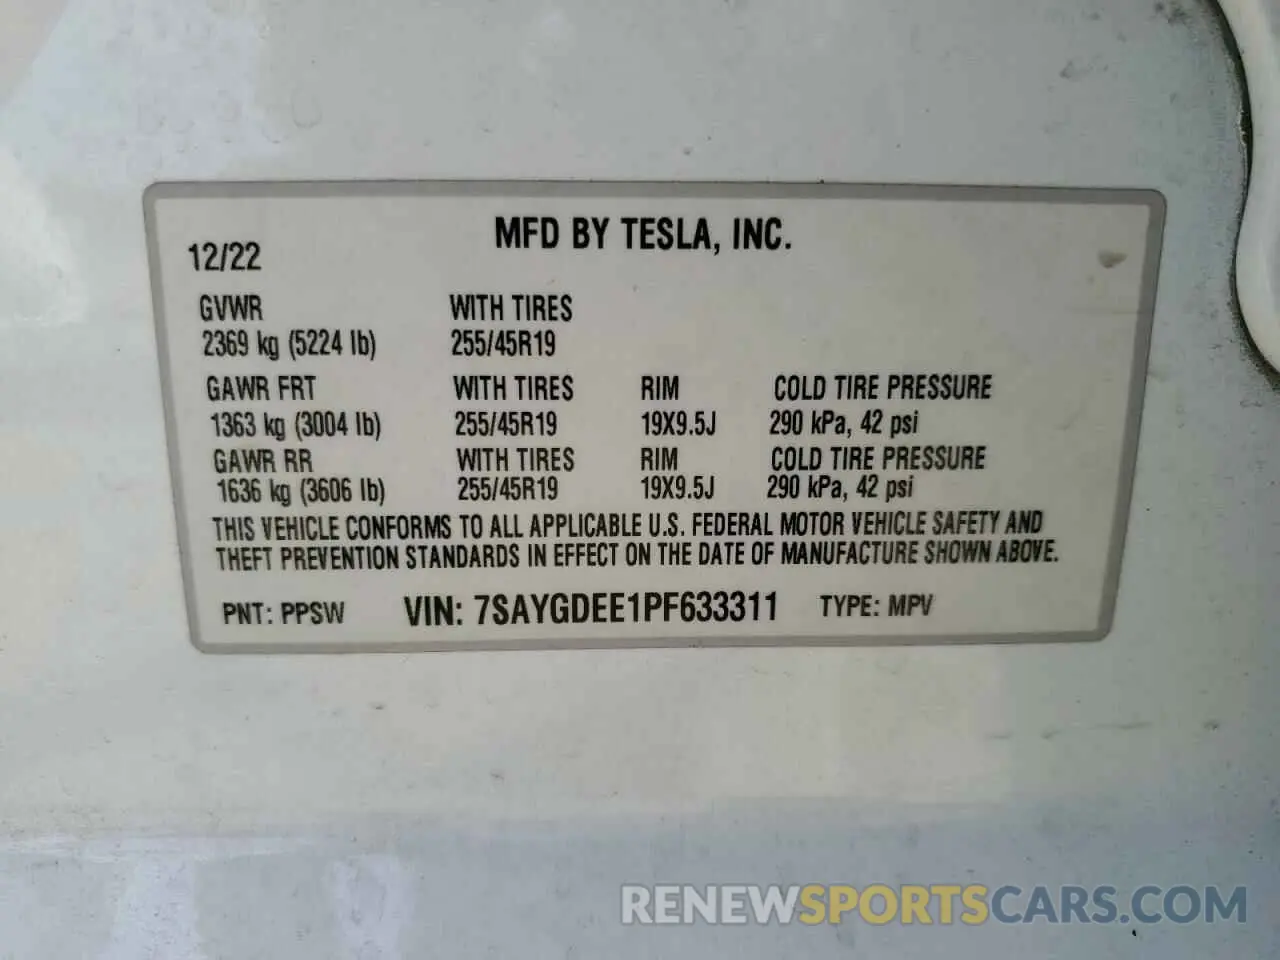 MFD BY TESLA, INC.
12/22
GVWR WITH TIRES
2369 kg (5224 lb) 255/45R19
GAWR FRT WITH TIRES RIM COLD TIRE PRESSURE
1363 kg (3004 lb) 255/45R19 19X9.5J 290 kPa, 42 psi
GAWR RR WITH TIRES RIM COLD TIRE PRESSURE
1636 kg (3606 lb) 255/45R19 19X9.5J 290 kPa, 42 psi
THIS VEHICLE CONFORMS TO ALL APPLICABLE U.S. FEDERAL MOTOR VEHICLE SAFETY AND
THEFT PREVENTION STANDARDS IN EFFECT ON THE DATE OF MANUFACTURE SHOWN ABOVE.
PNT: PPSW VIN: 7SAYGDEE1PF633311 TYPE: MPV
RENEWSPORTSCARS.COM